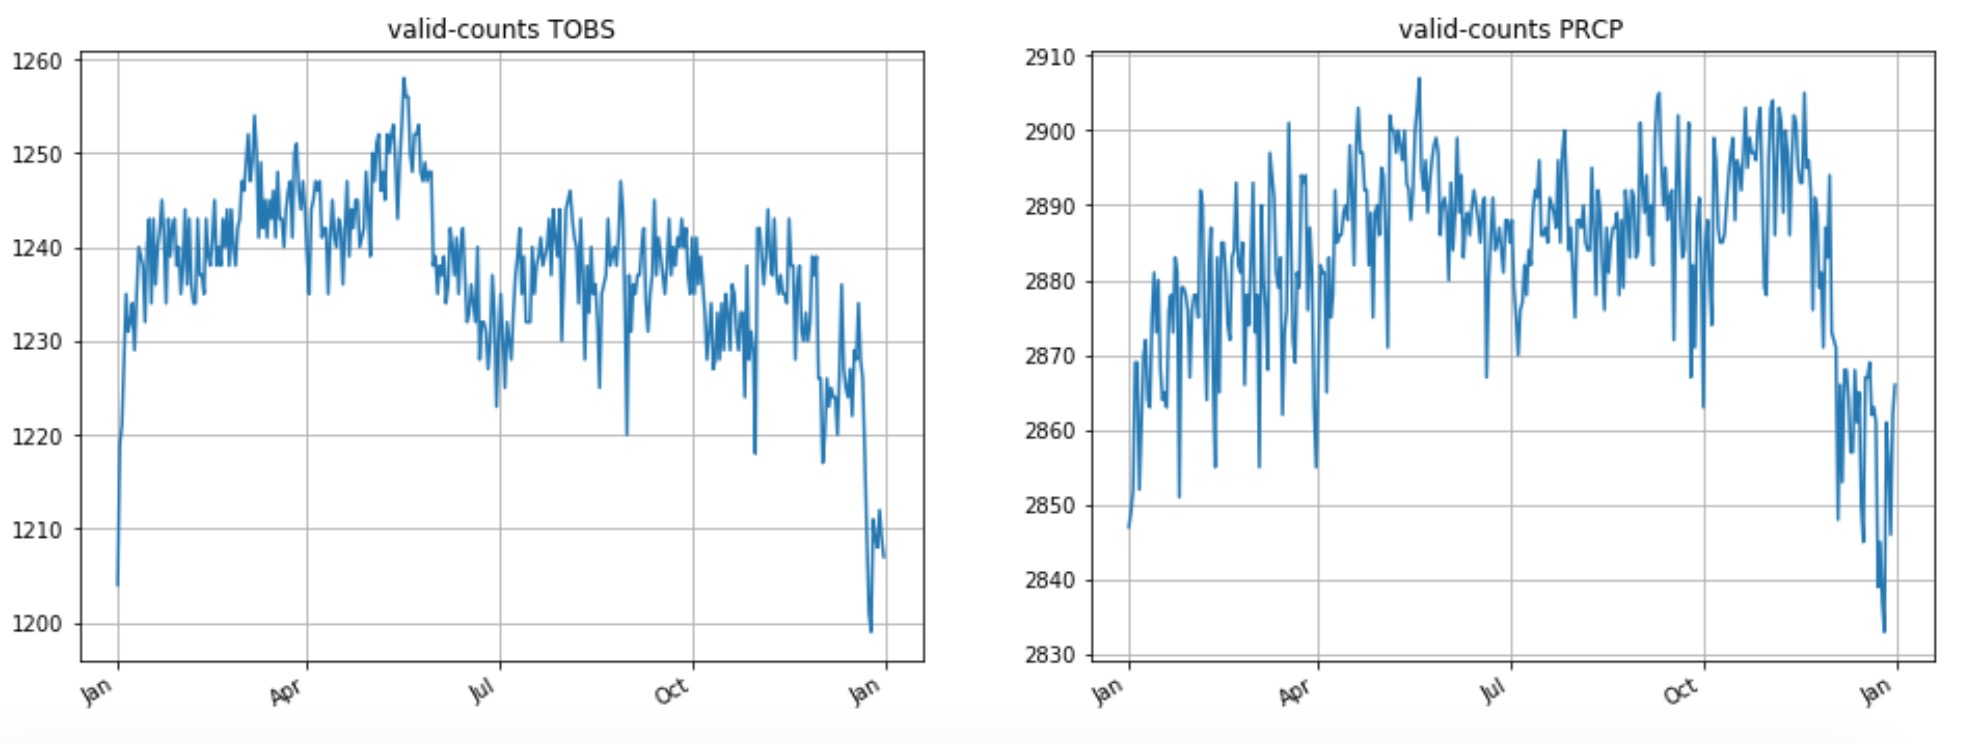 valid-counts TOBS
1260
1250
1240
1230
1220
1210
1200
Jan
Apr
Jul
Oct
Jan
valid-counts PRCP
2910
2900
2890
2880
2870
2860
2850
2840
2830
Jan
Apr
Jul
Oct
Jan